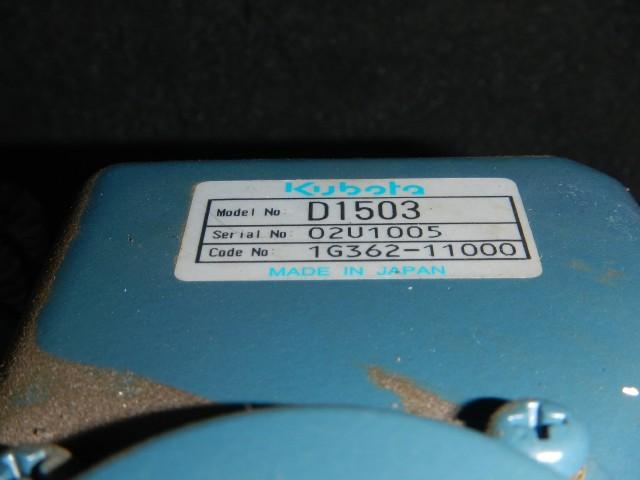 Kubota
Model No: D1503
Serial No: 02U1005
Code No: 1G362-11000
MADE IN JAPAN